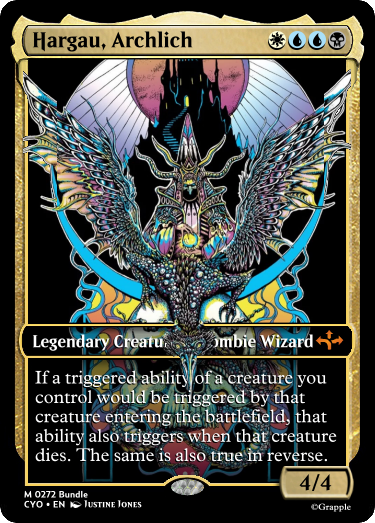 Hargau, Archlich
Legendary Creatu ombie Wizard
If a triggered ability of a creature you
control would be triggered by that
creature entering the battlefield, that
ability also triggers when that creature
dies. The same is also true in reverse.
4/4
M 0272 Bundle
CYO • EN Justine Jones
©Grapple